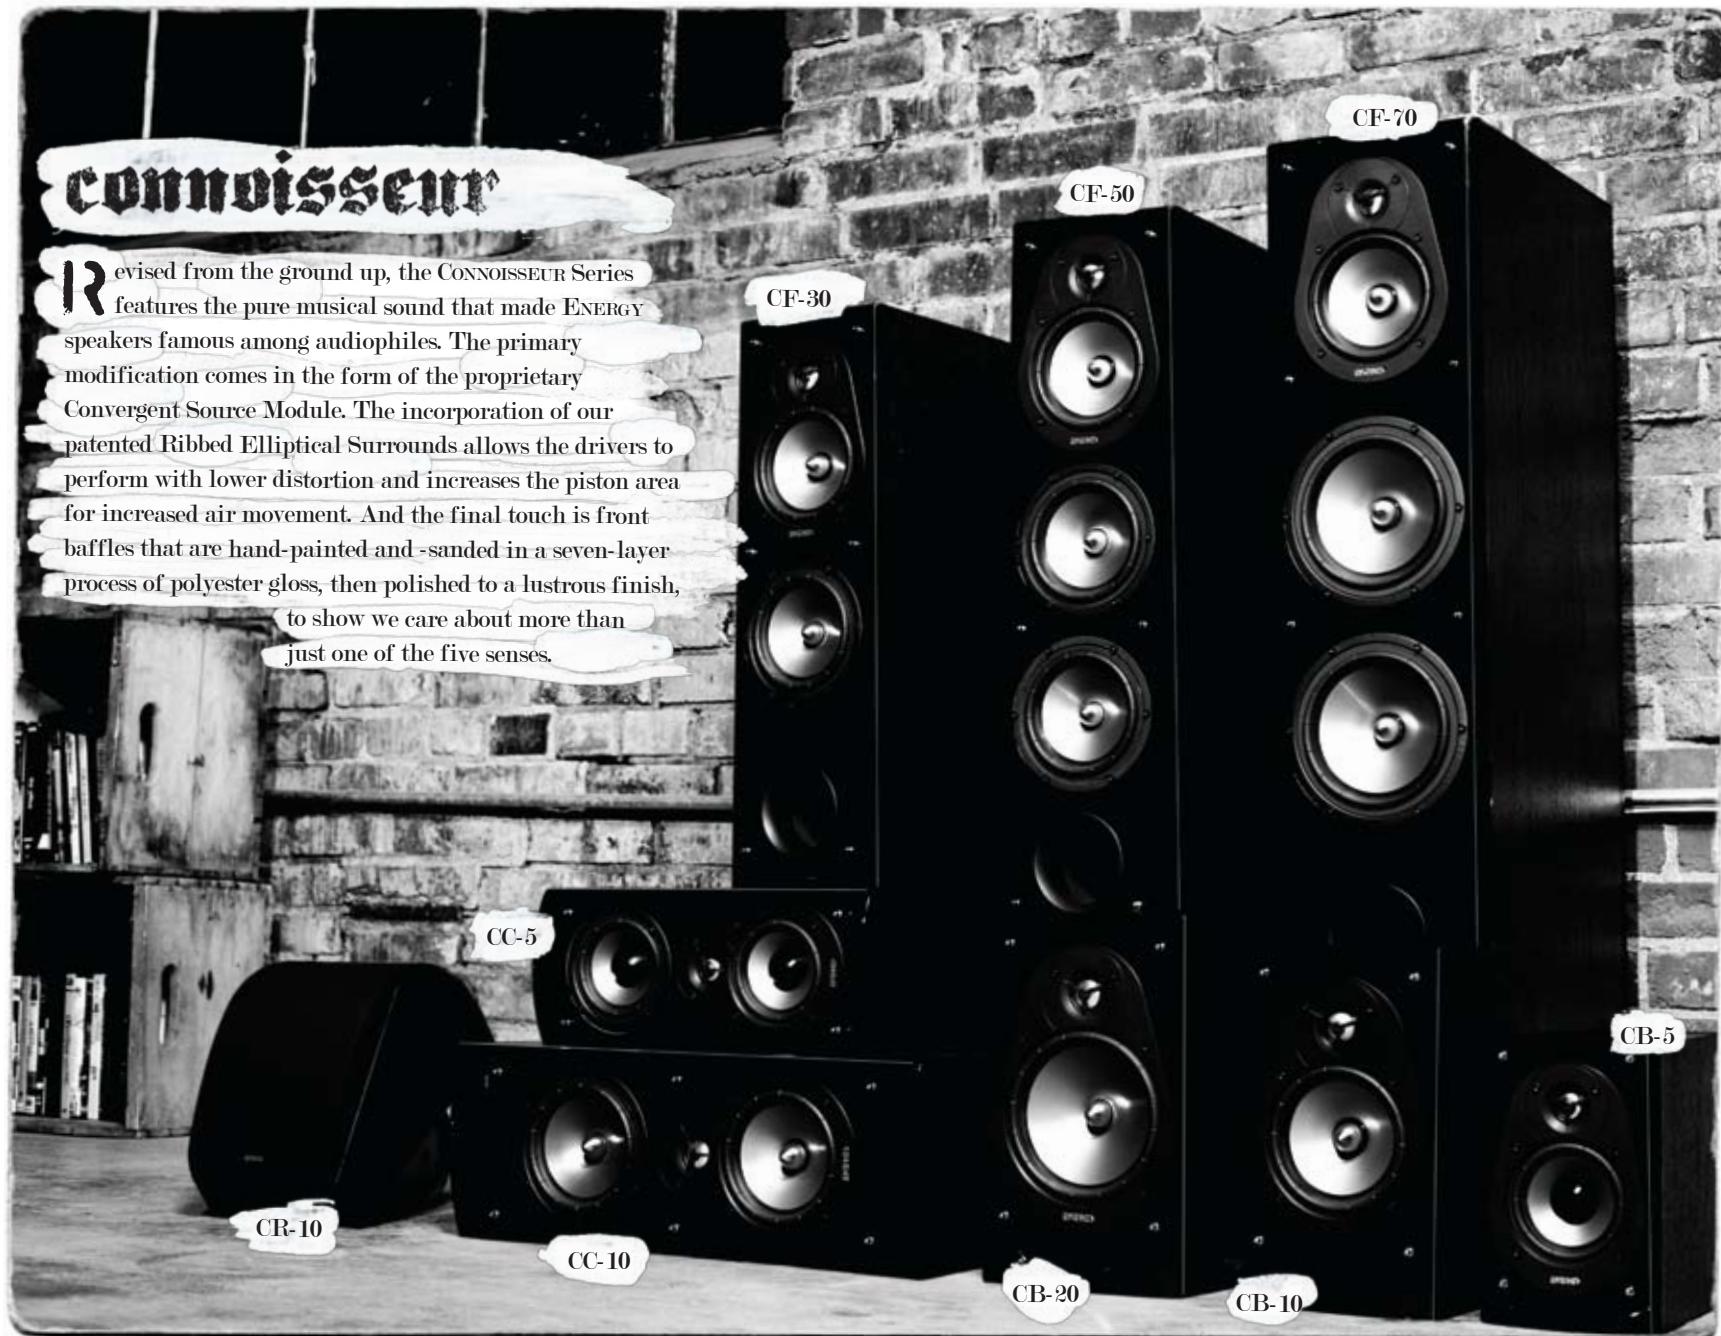 connoisseur
Revised from the ground up, the CONNOISSEUR Series
features the pure musical sound that made ENERGY
speakers famous among audiophiles. The primary
modification comes in the form of the proprietary
Convergent Source Module. The incorporation of our
patented Ribbed Elliptical Surrounds allows the drivers to
perform with lower distortion and increases the piston area
for increased air movement. And the final touch is front
baffles that are hand-painted and -sanded in a seven-layer
process of polyester gloss, then polished to a lustrous finish,
to show we care about more than
just one of the five senses.
CF-70
CF-50
CF-30
CC-5
CB-5
CR-10
CC-10
CB-20
CB-10